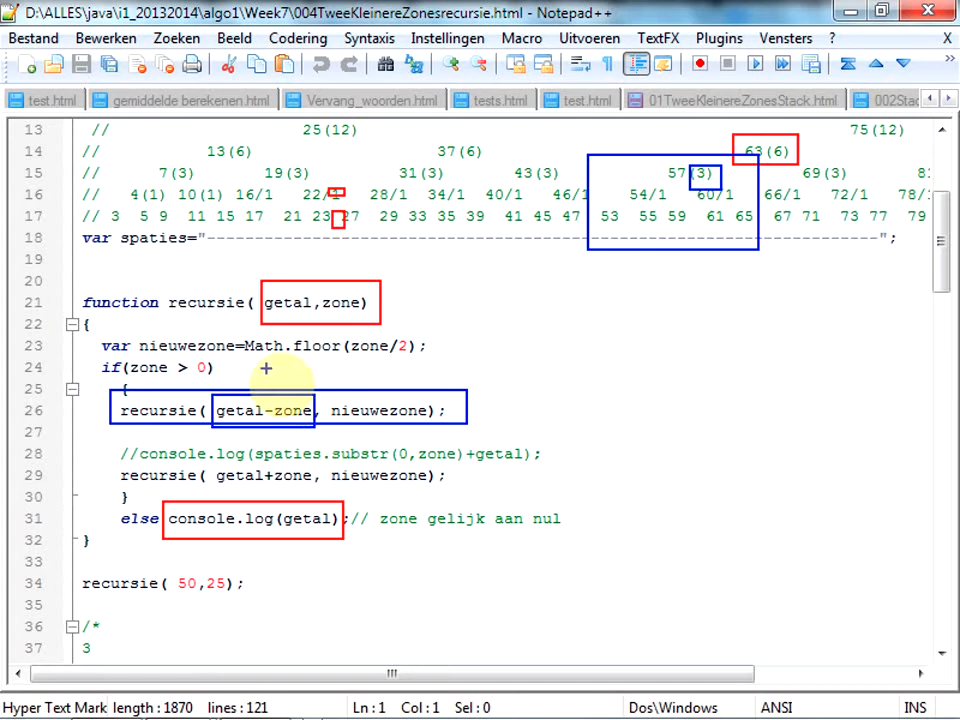 D:\ALLES\java\i1_20132014\algo1\Week7\004TweeKleinereZonesrecursie.html - Notepad++
Bestand Bewerken Zoeken Beeld Codering Syntaxis Instellingen Macro Uitvoeren TextFX Plugins Vensters ? X
test.html gemiddelde berekenen.html Vervang_woorden.html tests.html test.html 01TweeKleinereZonesStack.html 002Stac
13 // 25(12) 75(12)
14 // 13(6) 37(6) 63(6)
15 // 7(3) 19(3) 31(3) 43(3) 57(3) 69(3) 81
16 // 4(1) 10(1) 16/1 22/1 28/1 34/1 40/1 46/1 54/1 60/1 66/1 72/1 78/1
17 // 3 5 9 11 15 17 21 23 27 29 33 35 39 41 45 47 53 55 59 61 65 67 71 73 77 79
18 var spaties="-----------------------------------------------------------------------";
19
20
21 function recursie( getal,zone)
22 {
23 var nieuwezone=Math.floor(zone/2);
24 if(zone > 0)
25 {
26 recursie( getal-zone, nieuwezone);
27
28 //console.log(spaties.substr(0,zone)+getal);
29 recursie( getal+zone, nieuwezone);
30 }
31 else console.log(getal);// zone gelijk aan nul
32 }
33
34 recursie( 50,25);
35
36 /*
37 3
Hyper Text Mark length : 1870 lines : 121 Ln : 1 Col : 1 Sel : 0 Dos\Windows ANSI INS